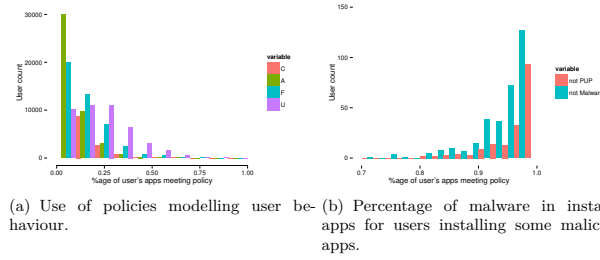 30000
20000
10000
0
User count
0.00 0.25 0.50 0.75 1.00
%age of user's apps meeting policy
variable
C
A
F
U
150
100
50
0
User count
0.7 0.8 0.9 1.0
%age of user's apps meeting policy
variable
not PUP
not Malware
(a) Use of policies modelling user be-
haviour.
(b) Percentage of malware in insta
apps for users installing some malic
apps.